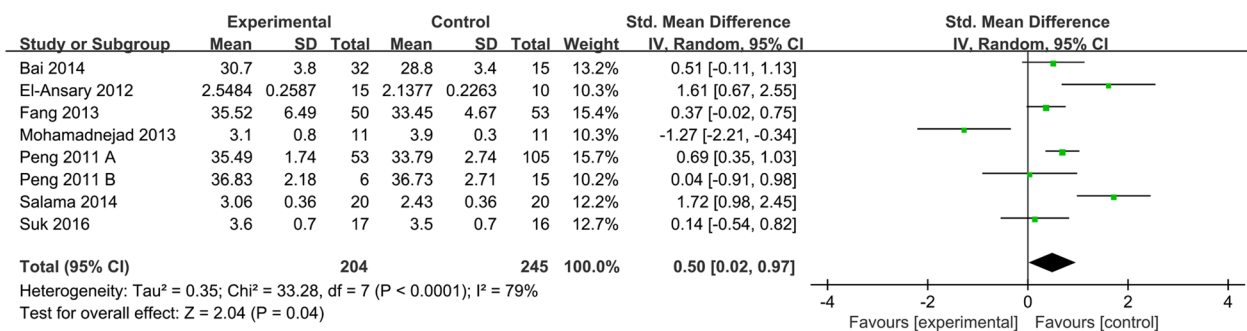 Experimental Control Std. Mean Difference Std. Mean Difference
Study or Subgroup Mean SD Total Mean SD Total Weight IV, Random, 95% CI IV, Random, 95% CI
Bai 2014 30.7 3.8 32 28.8 3.4 15 13.2% 0.51 [-0.11, 1.13]
El-Ansary 2012 2.5484 0.2587 15 2.1377 0.2263 10 10.3% 1.61 [0.67, 2.55]
Fang 2013 35.52 6.49 50 33.45 4.67 53 15.4% 0.37 [-0.02, 0.75]
Mohamadnejad 2013 3.1 0.8 11 3.9 0.3 11 10.3% -1.27 [-2.21, -0.34]
Peng 2011 A 35.49 1.74 53 33.79 2.74 105 15.7% 0.69 [0.35, 1.03]
Peng 2011 B 36.83 2.18 6 36.73 2.71 15 10.2% 0.04 [-0.91, 0.98]
Salama 2014 3.06 0.36 20 2.43 0.36 20 12.2% 1.72 [0.98, 2.45]
Suk 2016 3.6 0.7 17 3.5 0.7 16 12.7% 0.14 [-0.54, 0.82]
Total (95% CI) 204 245 100.0% 0.50 [0.02, 0.97]
Heterogeneity: Tau² = 0.35; Chi² = 33.28, df = 7 (P < 0.0001); I² = 79%
Test for overall effect: Z = 2.04 (P = 0.04)
-4 -2 0 2 4
Favours [experimental] Favours [control]